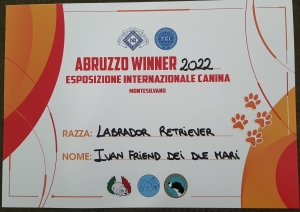 ABRUZZO WINNER 2022
ESPOSIZIONE INTERNAZIONALE CANINA
MONTESILVANO
RAZZA: LABRADOR RETRIEVER
NOME: IVAN FRIEND DEI DUE MARI